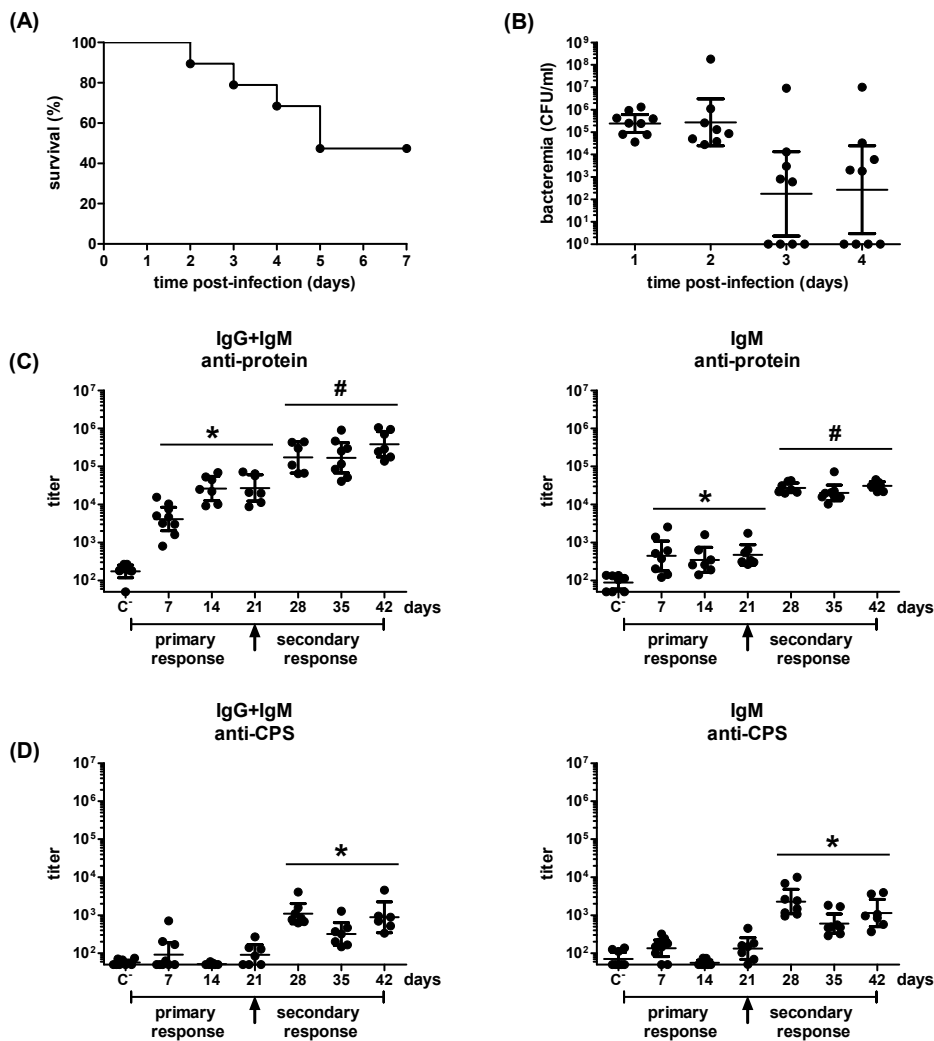 (A)
100
80
60
40
20
0
survival (%)
0 1 2 3 4 5 6 7
time post-infection (days)
(B)
10⁹
10⁸
10⁷
10⁶
10⁵
10⁴
10³
10²
10¹
10⁰
bacteremia (CFU/ml)
1 2 3 4
time post-infection (days)
(C)
IgG+IgM
anti-protein
10⁷
10⁶
10⁵
10⁴
10³
10²
titer
* #
C⁻ 7 14 21 28 35 42 days
primary response
secondary response
IgM
anti-protein
10⁷
10⁶
10⁵
10⁴
10³
10²
titer
* #
C⁻ 7 14 21 28 35 42 days
primary response
secondary response
(D)
IgG+IgM
anti-CPS
10⁷
10⁶
10⁵
10⁴
10³
10²
titer
*
C⁻ 7 14 21 28 35 42 days
primary response
secondary response
IgM
anti-CPS
10⁷
10⁶
10⁵
10⁴
10³
10²
titer
*
C⁻ 7 14 21 28 35 42 days
primary response
secondary response